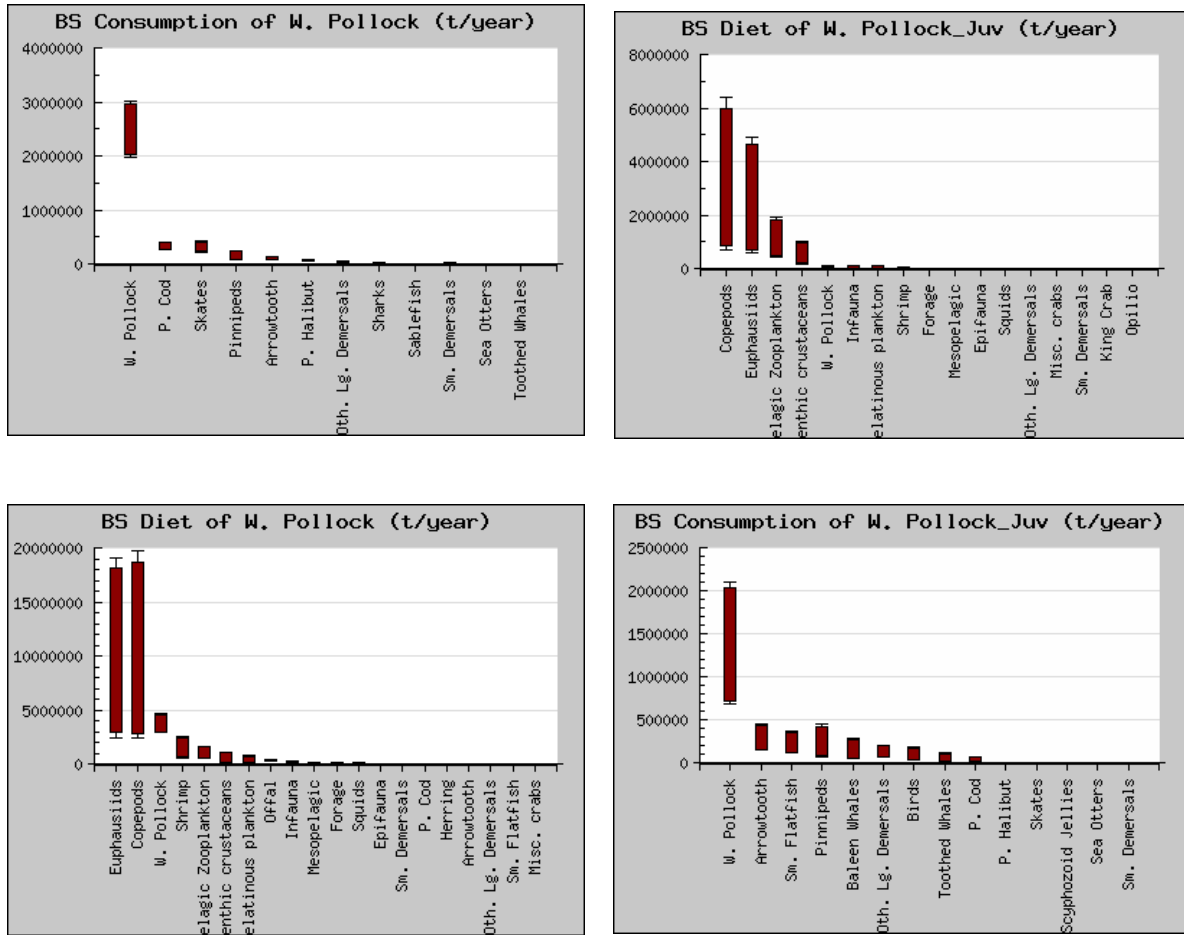 BS Consumption of W. Pollock (t/year)
4000000
3000000
2000000
1000000
0
W. Pollock
P. Cod
Skates
Pinnipeds
Arrowtooth
P. Halibut
Oth. Lg. Demersals
Sharks
Sablefish
Sm. Demersals
Sea Otters
Toothed Whales
BS Diet of W. Pollock_Juv (t/year)
8000000
6000000
4000000
2000000
0
Copepods
Euphausiids
elagic Zooplankton
enthic crustaceans
W. Pollock
Infauna
elatinous plankton
Shrimp
Forage
Mesopelagic
Epifauna
Squids
Oth. Lg. Demersals
Misc. crabs
Sm. Demersals
King Crab
Opilio
BS Diet of W. Pollock (t/year)
20000000
15000000
10000000
5000000
0
Euphausiids
Copepods
W. Pollock
Shrimp
elagic Zooplankton
enthic crustaceans
elatinous plankton
Offal
Infauna
Mesopelagic
Forage
Squids
Epifauna
Sm. Demersals
P. Cod
Herring
Arrowtooth
Oth. Lg. Demersals
Sm. Flatfish
Misc. crabs
BS Consumption of W. Pollock_Juv (t/year)
2500000
2000000
1500000
1000000
500000
0
W. Pollock
Arrowtooth
Sm. Flatfish
Pinnipeds
Baleen Whales
Oth. Lg. Demersals
Birds
Toothed Whales
P. Cod
P. Halibut
Skates
Scyphozoid Jellies
Sea Otters
Sm. Demersals